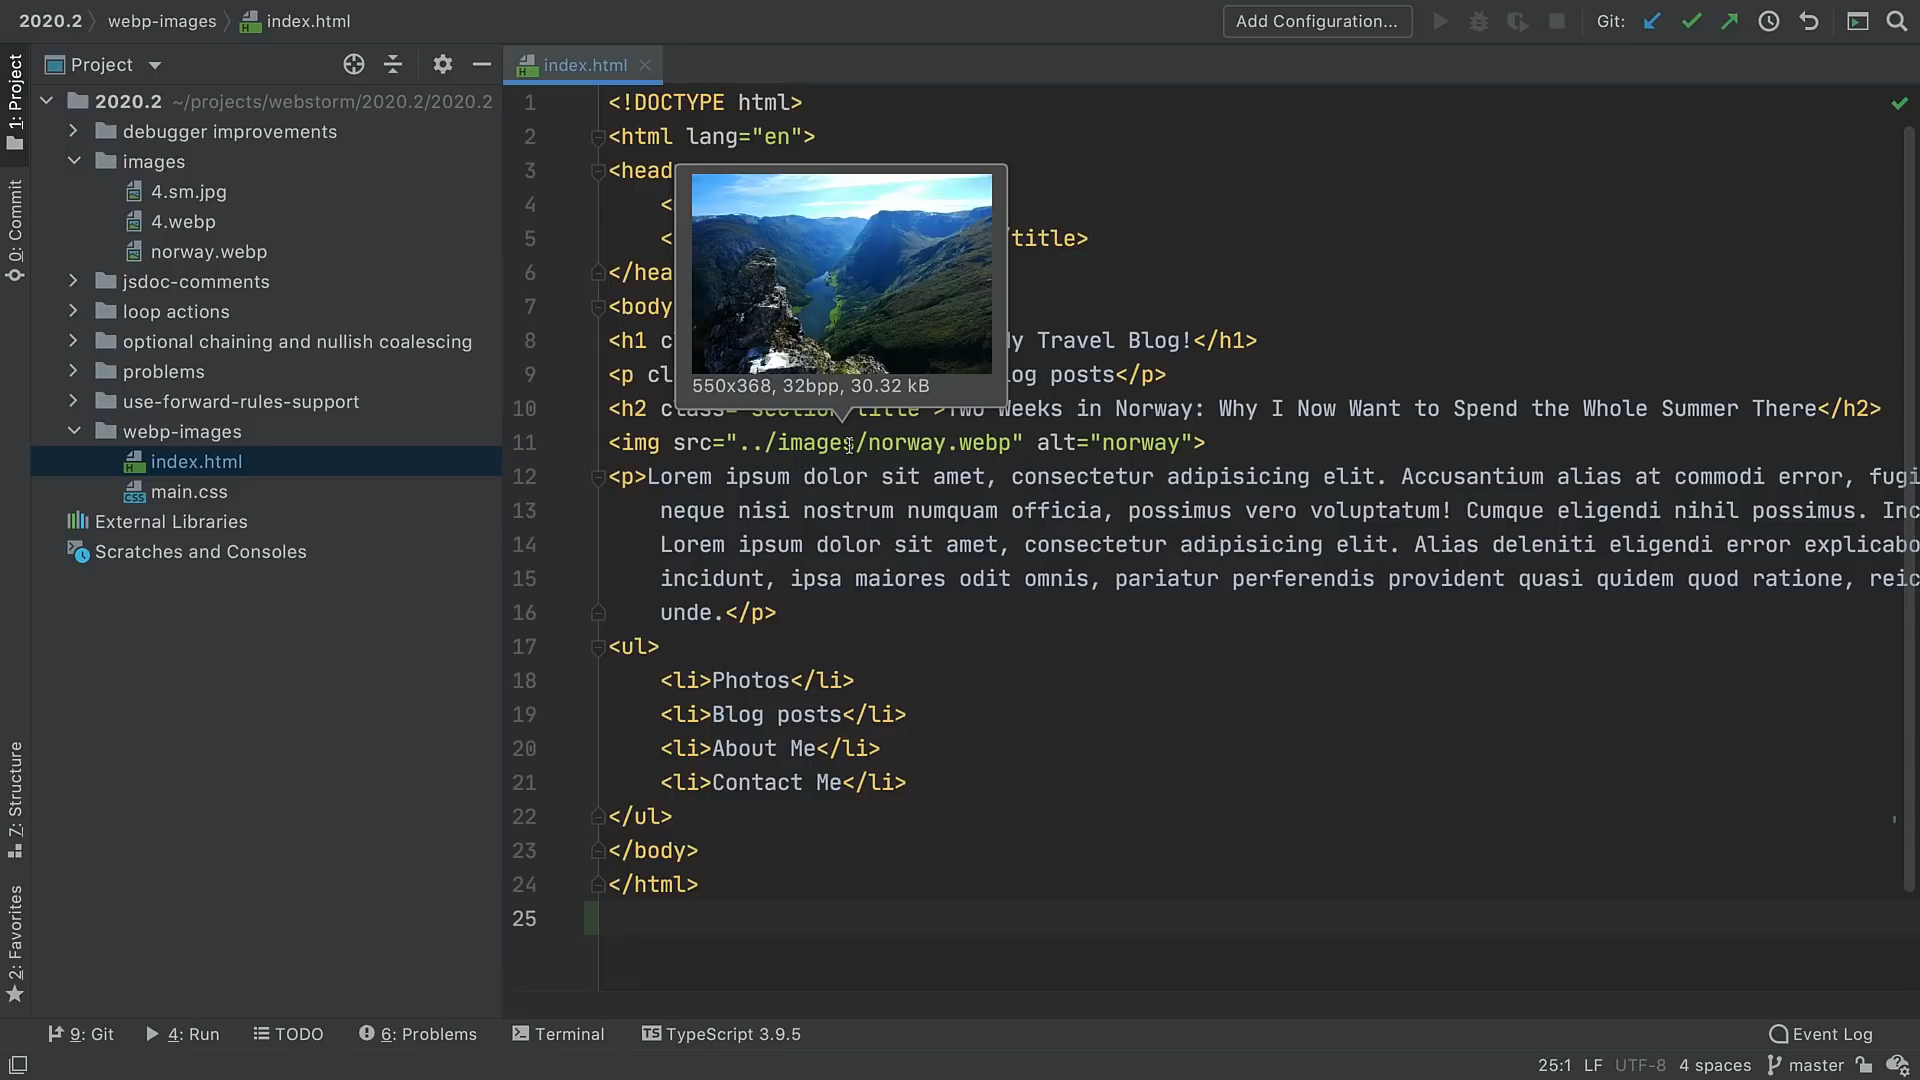 2020.2 webp-images index.html
Add Configuration... Git:
1: Project
0: Commit
7: Structure
2: Favorites
Project
2020.2 ~/projects/webstorm/2020.2/2020.2
debugger improvements
images
4.sm.jpg
4.webp
norway.webp
jsdoc-comments
loop actions
optional chaining and nullish coalescing
problems
use-forward-rules-support
webp-images
index.html
main.css
External Libraries
Scratches and Consoles
index.html
1 <!DOCTYPE html>
2 <html lang="en">
3 <head
4 <
5 < /title>
6 </hea
7 <body
550x368, 32bpp, 30.32 kB
8 <h1 cl Travel Blog!</h1>
9 <p cl posts</p>
10 <h2 class="section-title">Two Weeks in Norway: Why I Now Want to Spend the Whole Summer There</h2>
11 <img src="../images/norway.webp" alt="norway">
12 <p>Lorem ipsum dolor sit amet, consectetur adipisicing elit. Accusantium alias at commodi error, fugi
13 neque nisi nostrum numquam officia, possimus vero voluptatum! Cumque eligendi nihil possimus. Inc
14 Lorem ipsum dolor sit amet, consectetur adipisicing elit. Alias deleniti eligendi error explicabo
15 incidunt, ipsa maiores odit omnis, pariatur perferendis provident quasi quidem quod ratione, reic
16 unde.</p>
17 <ul>
18 <li>Photos</li>
19 <li>Blog posts</li>
20 <li>About Me</li>
21 <li>Contact Me</li>
22 </ul>
23 </body>
24 </html>
25
9: Git 4: Run TODO 6: Problems Terminal TS TypeScript 3.9.5 Event Log
25:1 LF UTF-8 4 spaces master